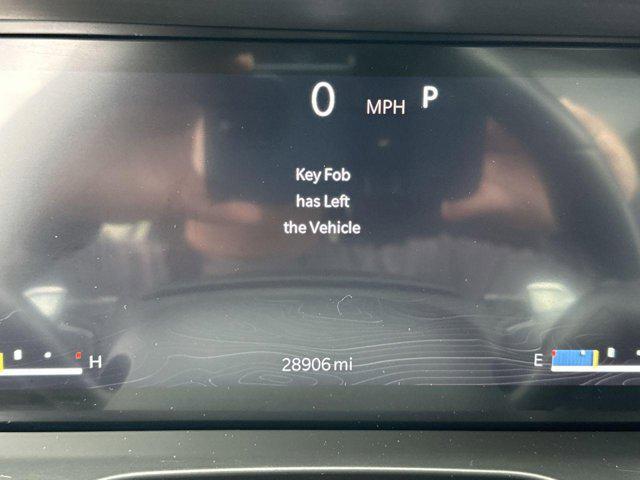 0 MPH P
Key Fob
has Left
the Vehicle
H 28906 mi E